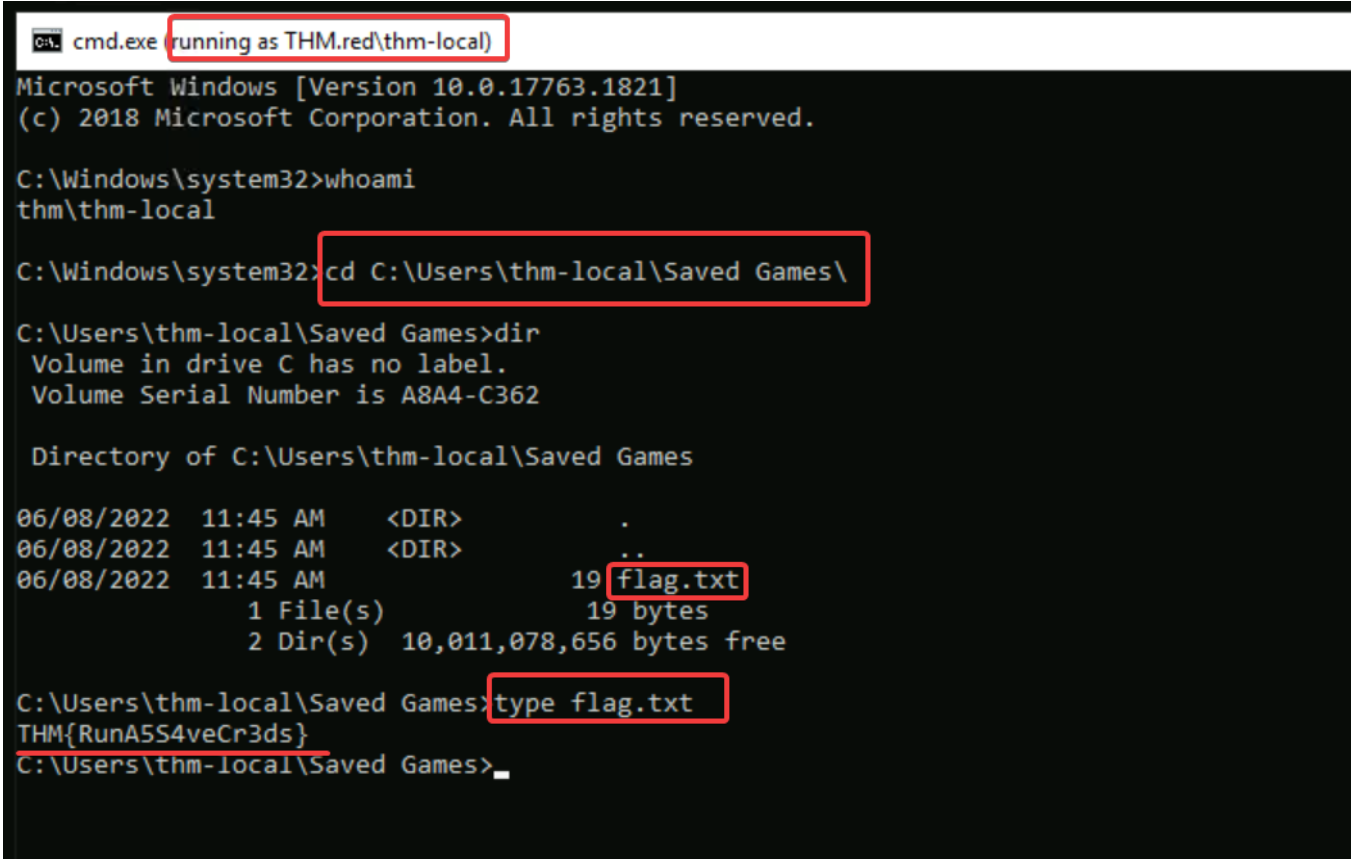 cmd.exe (running as THM.red\thm-local)
Microsoft Windows [Version 10.0.17763.1821]
(c) 2018 Microsoft Corporation. All rights reserved.
C:\Windows\system32>whoami
thm\thm-local
C:\Windows\system32>cd C:\Users\thm-local\Saved Games\
C:\Users\thm-local\Saved Games>dir
 Volume in drive C has no label.
 Volume Serial Number is A8A4-C362
 Directory of C:\Users\thm-local\Saved Games
06/08/2022  11:45 AM    <DIR>          .
06/08/2022  11:45 AM    <DIR>          ..
06/08/2022  11:45 AM                19 flag.txt
               1 File(s)             19 bytes
               2 Dir(s)  10,011,078,656 bytes free
C:\Users\thm-local\Saved Games>type flag.txt
THM{RunA5S4veCr3ds}
C:\Users\thm-local\Saved Games>